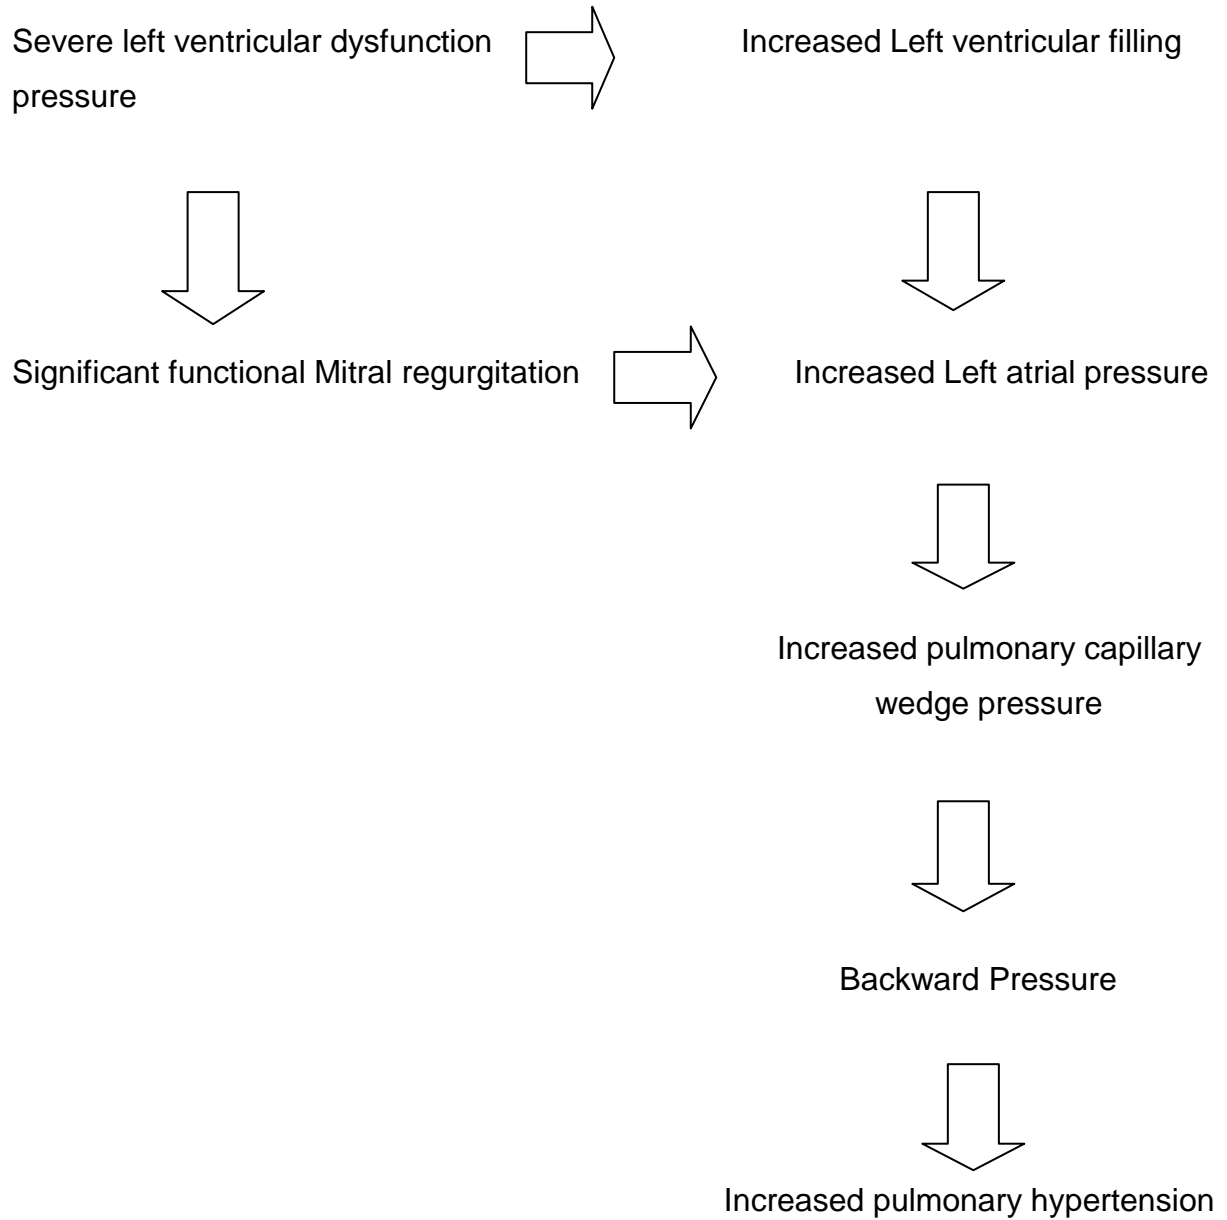 Severe left ventricular dysfunction Increased Left ventricular filling
pressure
Significant functional Mitral regurgitation Increased Left atrial pressure
Increased pulmonary capillary
wedge pressure
Backward Pressure
Increased pulmonary hypertension